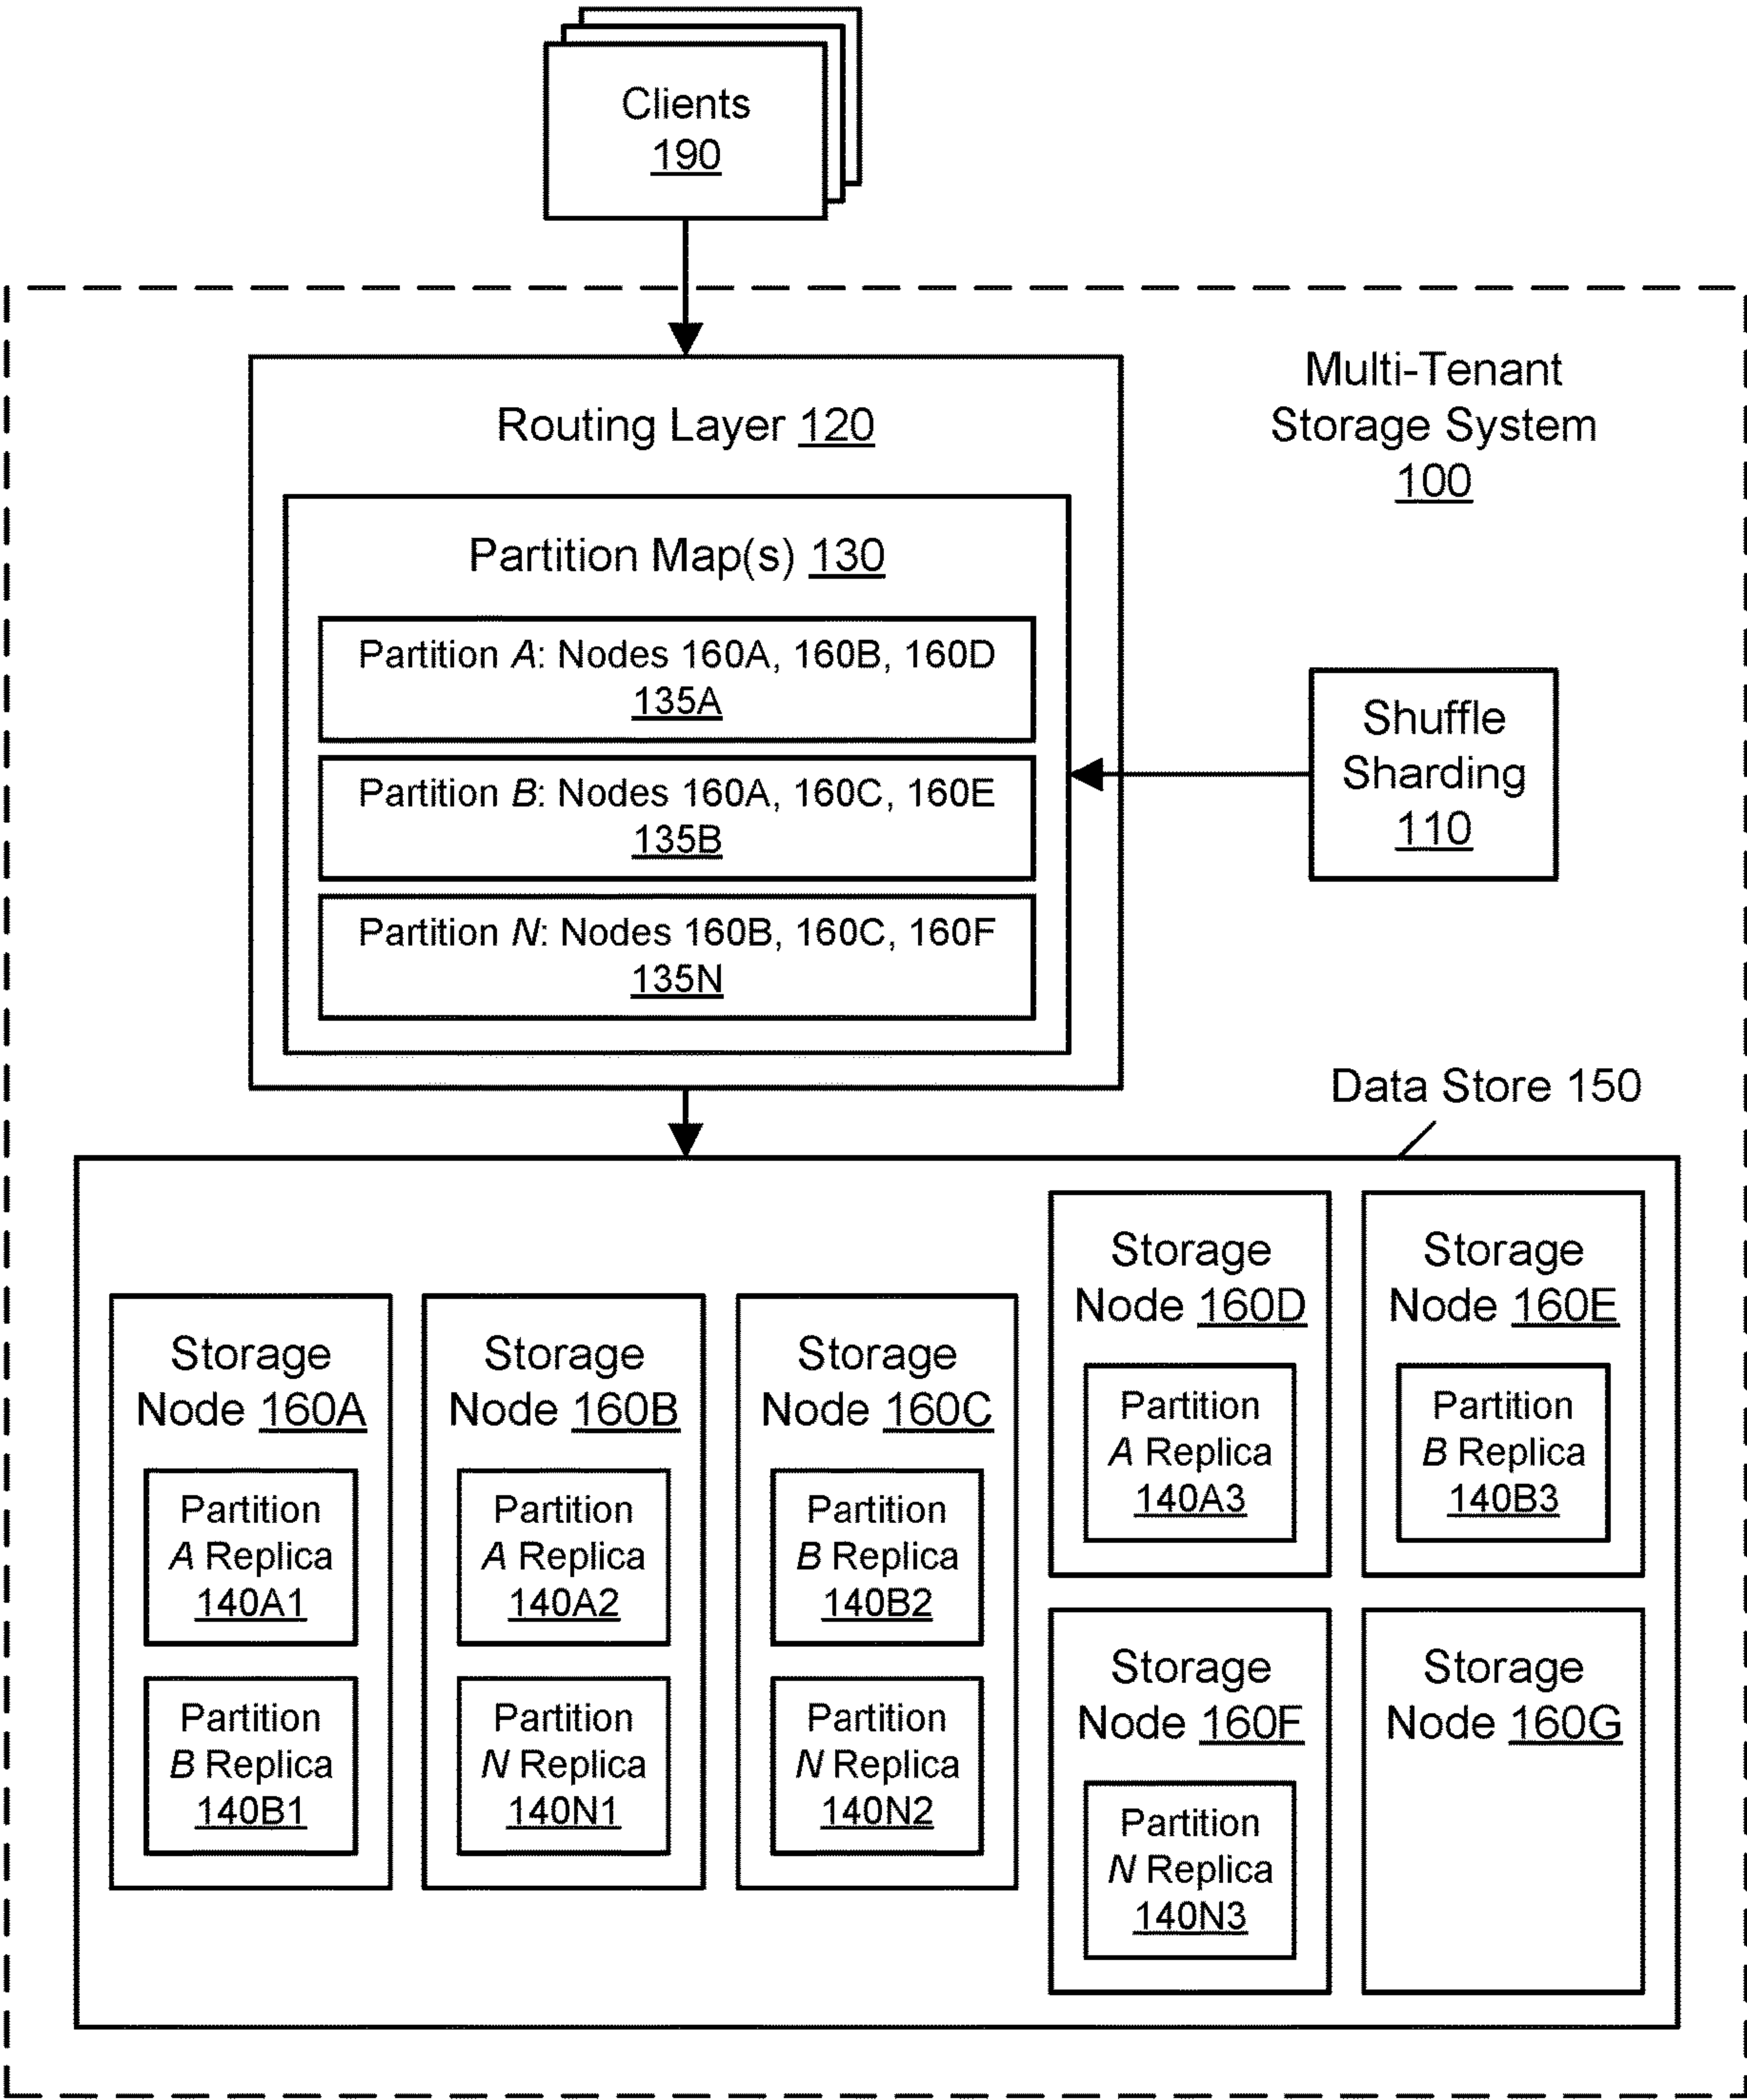 Clients
190
Multi-Tenant
Storage System
100
Routing Layer 120
Partition Map(s) 130
Partition A: Nodes 160A, 160B, 160D
135A
Partition B: Nodes 160A, 160C, 160E
135B
Partition N: Nodes 160B, 160C, 160F
135N
Shuffle
Sharding
110
Data Store 150
Storage
Node 160A
Partition
A Replica
140A1
Partition
B Replica
140B1
Storage
Node 160B
Partition
A Replica
140A2
Partition
N Replica
140N1
Storage
Node 160C
Partition
B Replica
140B2
Partition
N Replica
140N2
Storage
Node 160D
Partition
A Replica
140A3
Storage
Node 160E
Partition
B Replica
140B3
Storage
Node 160F
Partition
N Replica
140N3
Storage
Node 160G